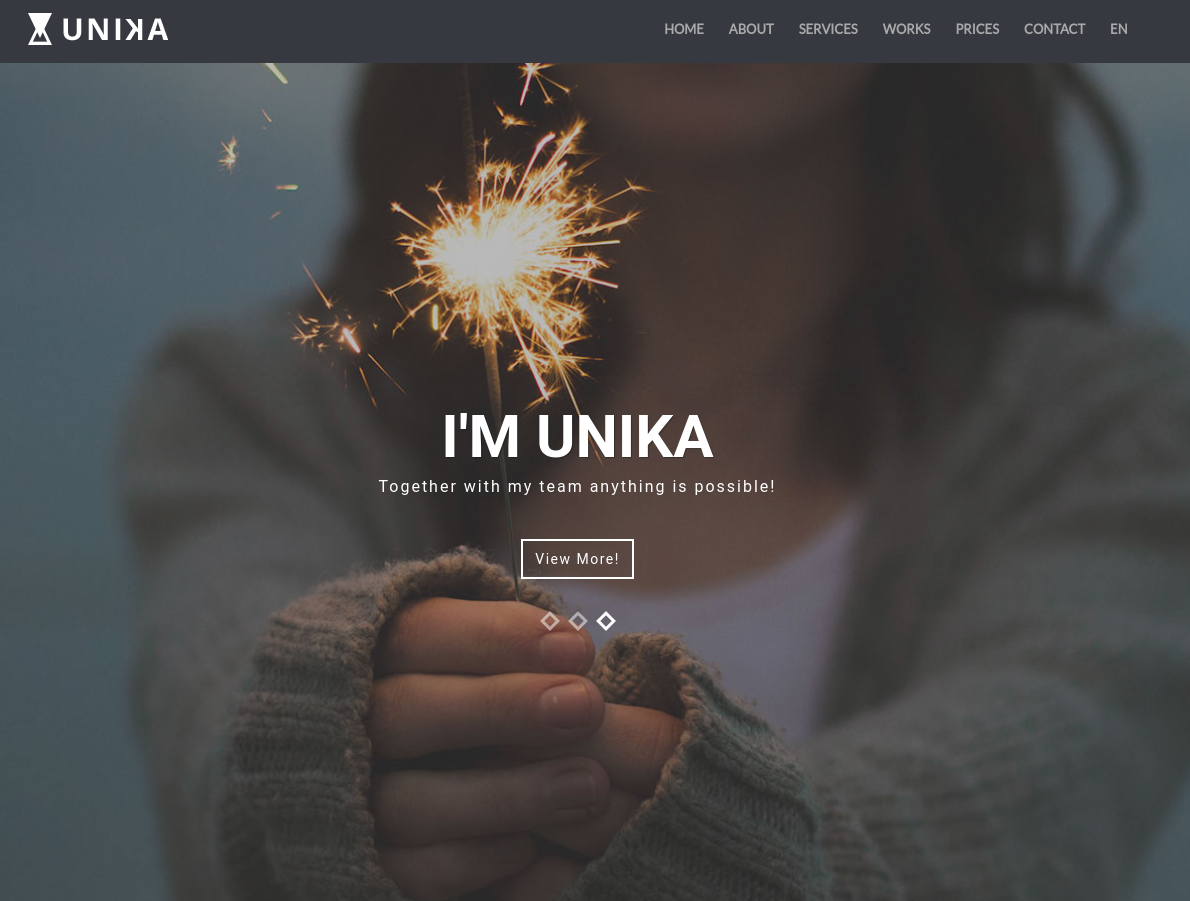 UNIKA
HOME ABOUT SERVICES WORKS PRICES CONTACT EN
I'M UNIKA
Together with my team anything is possible!
View More!